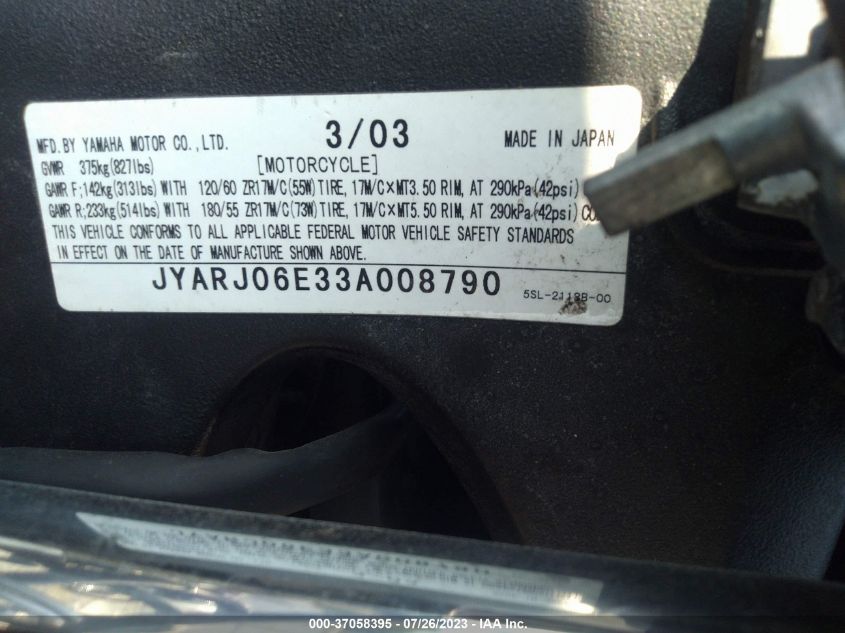 MFD.BY YAMAHA MOTOR CO.,LTD. 3/03 MADE IN JAPAN
GVWR 375kg(827lbs) [MOTORCYCLE]
GAWR F;142kg(313lbs) WITH 120/60 ZR17M/C(55W)TIRE, 17M/C×MT3.50 RIM, AT 290kPa(42psi)
GAWR R;233kg(514lbs) WITH 180/55 ZR17M/C(73W)TIRE, 17M/C×MT5.50 RIM, AT 290kPa(42psi)
THIS VEHICLE CONFORMS TO ALL APPLICABLE FEDERAL MOTOR VEHICLE SAFETY STANDARDS
IN EFFECT ON THE DATE OF MANUFACTURE SHOWN ABOVE.
JYARJ06E33A008790 5SL-2118B-00
000-37058395 - 07/26/2023 - IAA Inc.